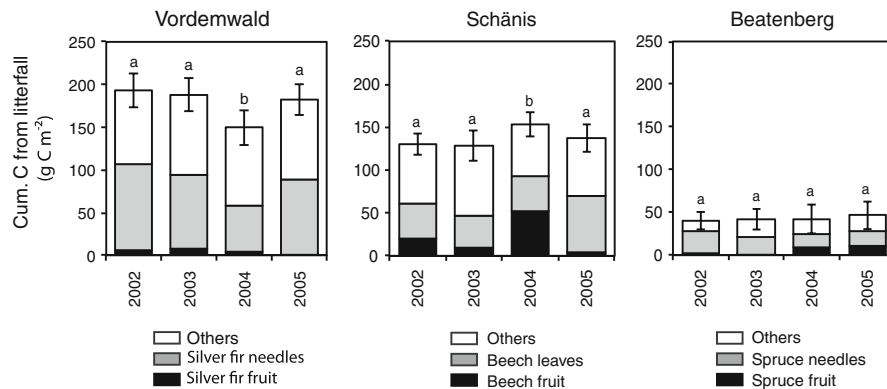 Vordemwald Schänis Beatenberg
Cum. C from litterfall
(g C m⁻²)
250
200
150
100
50
0
a a b a
2002 2003 2004 2005
Others
Silver fir needles
Silver fir fruit
250
200
150
100
50
0
a a b a
2002 2003 2004 2005
Others
Beech leaves
Beech fruit
250
200
150
100
50
0
a a a a
2002 2003 2004 2005
Others
Spruce needles
Spruce fruit